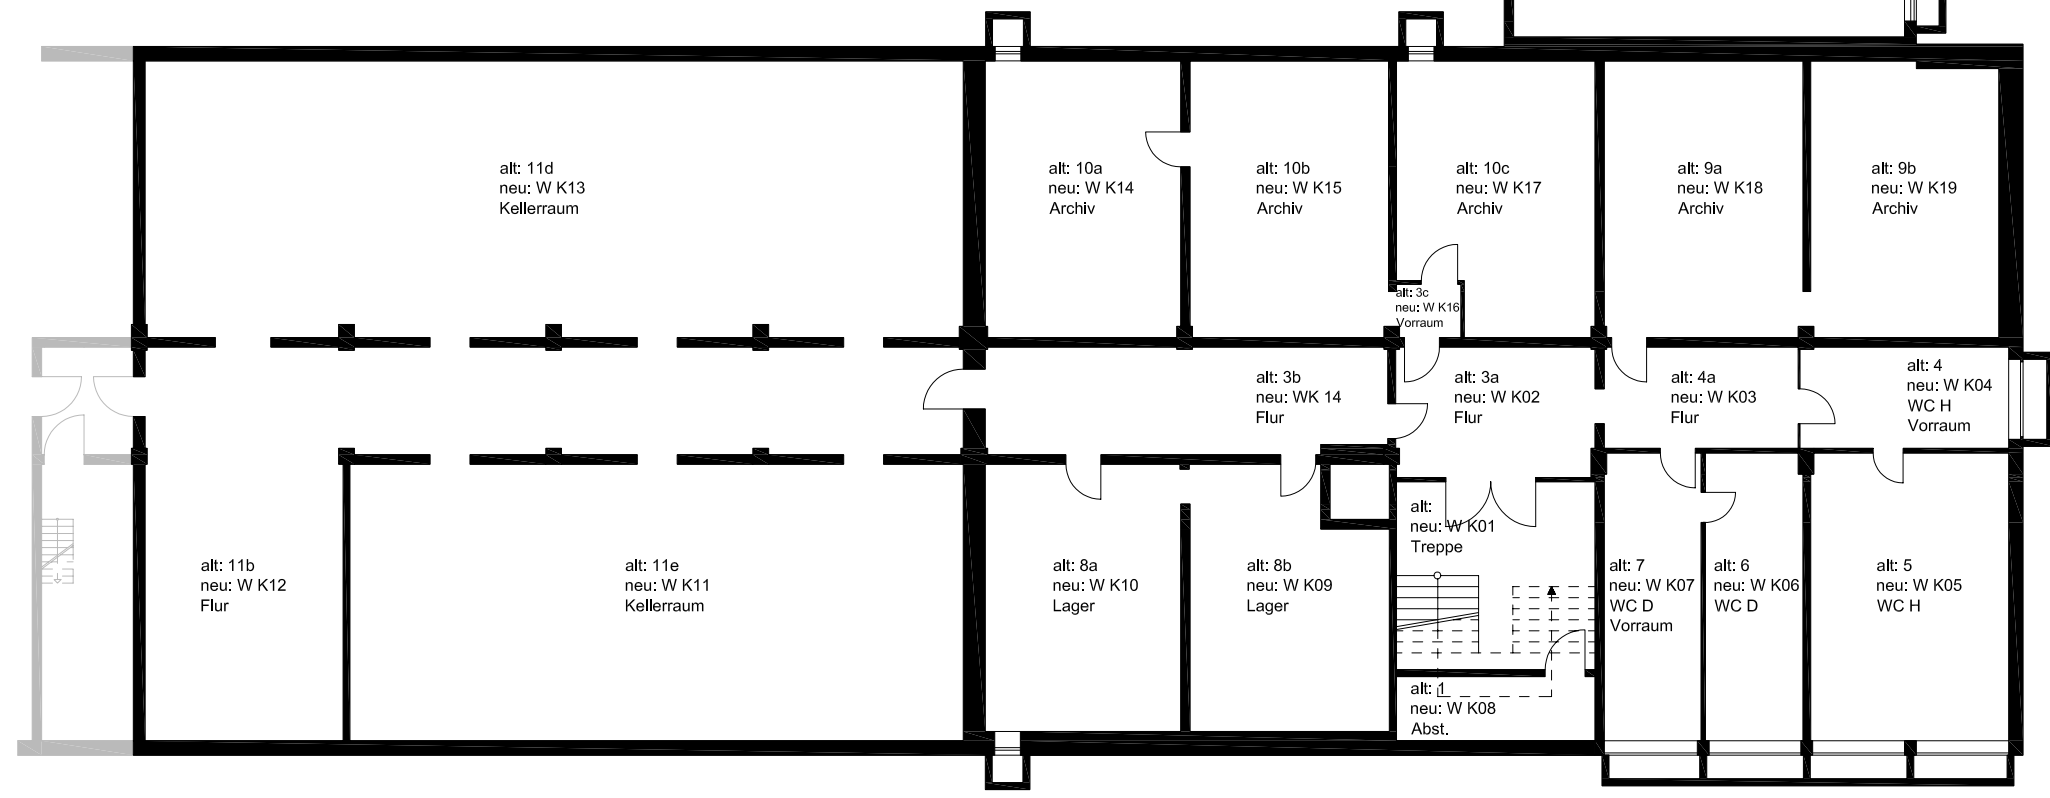 alt: 11d
neu: W K13
Kellerraum
alt: 10a
neu: W K14
Archiv
alt: 10b
neu: W K15
Archiv
alt: 10c
neu: W K17
Archiv
alt: 9a
neu: W K18
Archiv
alt: 9b
neu: W K19
Archiv
alt: 3c
neu: W K16
Vorraum
alt: 3b
neu: WK 14
Flur
alt: 3a
neu: W K02
Flur
alt: 4a
neu: W K03
Flur
alt: 4
neu: W K04
WC H
Vorraum
alt: 11b
neu: W K12
Flur
alt: 11e
neu: W K11
Kellerraum
alt: 8a
neu: W K10
Lager
alt: 8b
neu: W K09
Lager
alt:
neu: W K01
Treppe
alt: 7
neu: W K07
WC D
Vorraum
alt: 6
neu: W K06
WC D
alt: 5
neu: W K05
WC H
alt: 1
neu: W K08
Abst.